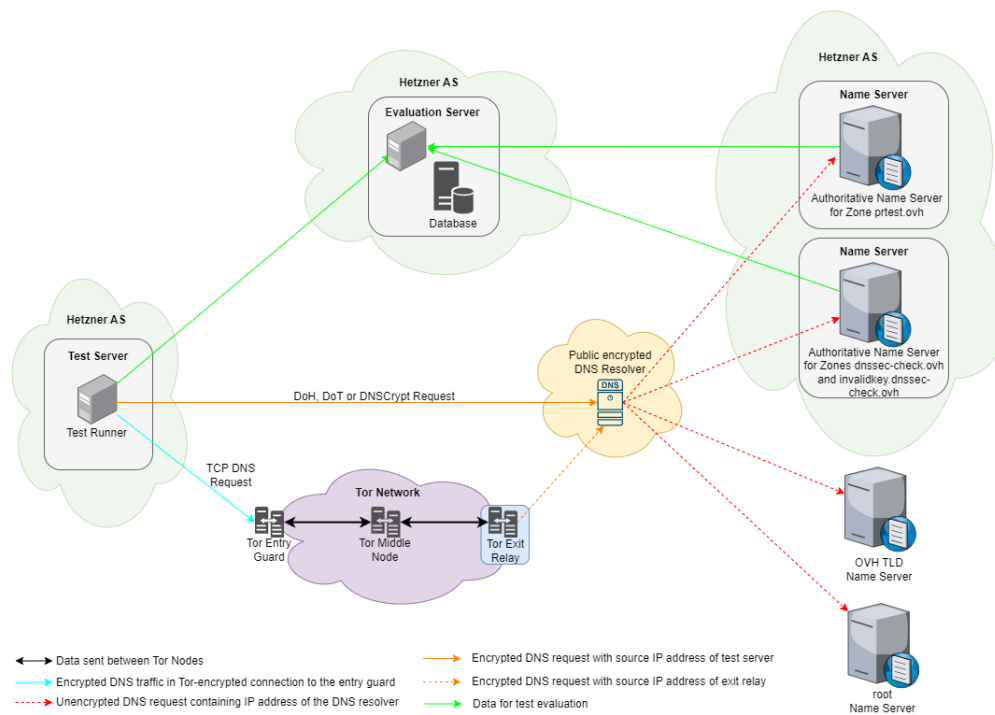 Hetzner AS
Evaluation Server
Database
Hetzner AS
Name Server
Authoritative Name Server
for Zone prtest.ovh
Name Server
Authoritative Name Server
for Zones dnssec-check.ovh
and invalidkey.dnssec-
check.ovh
Hetzner AS
Test Server
Test Runner
Public encrypted
DNS Resolver
DNS
DoH, DoT or DNSCrypt Request
TCP DNS
Request
Tor Network
Tor Entry
Guard
Tor Middle
Node
Tor Exit
Relay
OVH TLD
Name Server
root
Name Server
Data sent between Tor Nodes
Encrypted DNS traffic in Tor-encrypted connection to the entry guard
Unencrypted DNS request containing IP address of the DNS resolver
Encrypted DNS request with source IP address of test server
Encrypted DNS request with source IP address of exit relay
Data for test evaluation